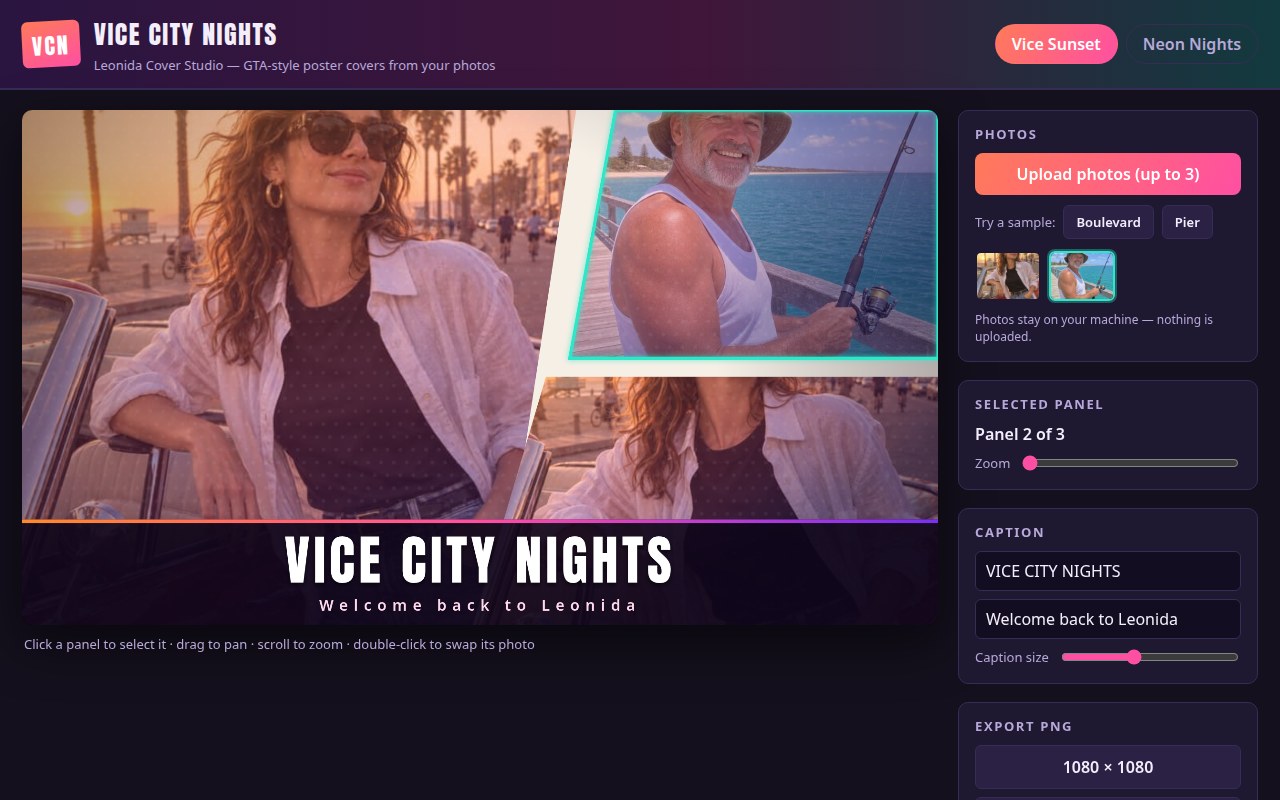 VCN
VICE CITY NIGHTS
Leonida Cover Studio — GTA-style poster covers from your photos
Vice Sunset
Neon Nights
VICE CITY NIGHTS
Welcome back to Leonida
Click a panel to select it · drag to pan · scroll to zoom · double-click to swap its photo
PHOTOS
Upload photos (up to 3)
Try a sample:
Boulevard
Pier
Photos stay on your machine — nothing is
uploaded.
SELECTED PANEL
Panel 2 of 3
Zoom
CAPTION
VICE CITY NIGHTS
Welcome back to Leonida
Caption size
EXPORT PNG
1080 × 1080